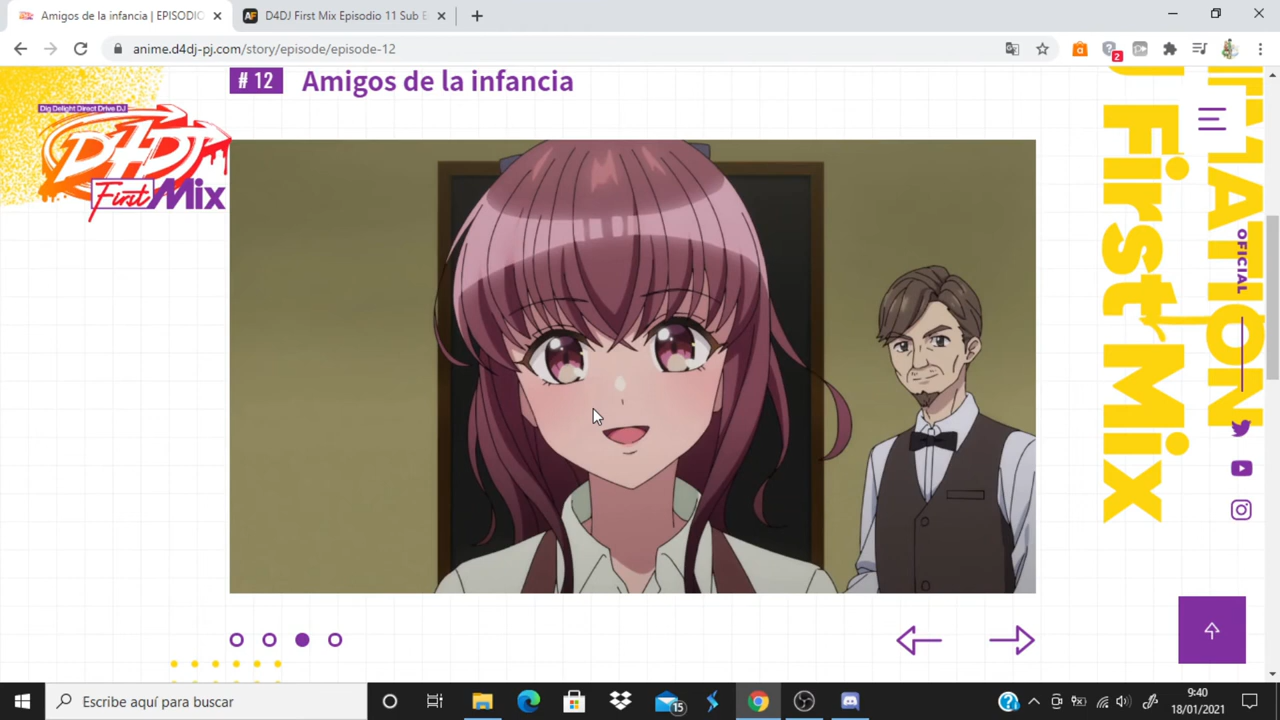 Amigos de la infancia | EPISODIO
D4DJ First Mix Episodio 11 Sub E
anime.d4dj-pj.com/story/episode/episode-12
2
# 12
Amigos de la infancia
Dig Delight Direct Drive DJ
D4DJ
First Mix
First Mix
OFICIAL
Escribe aquí para buscar
15
9:40
18/01/2021